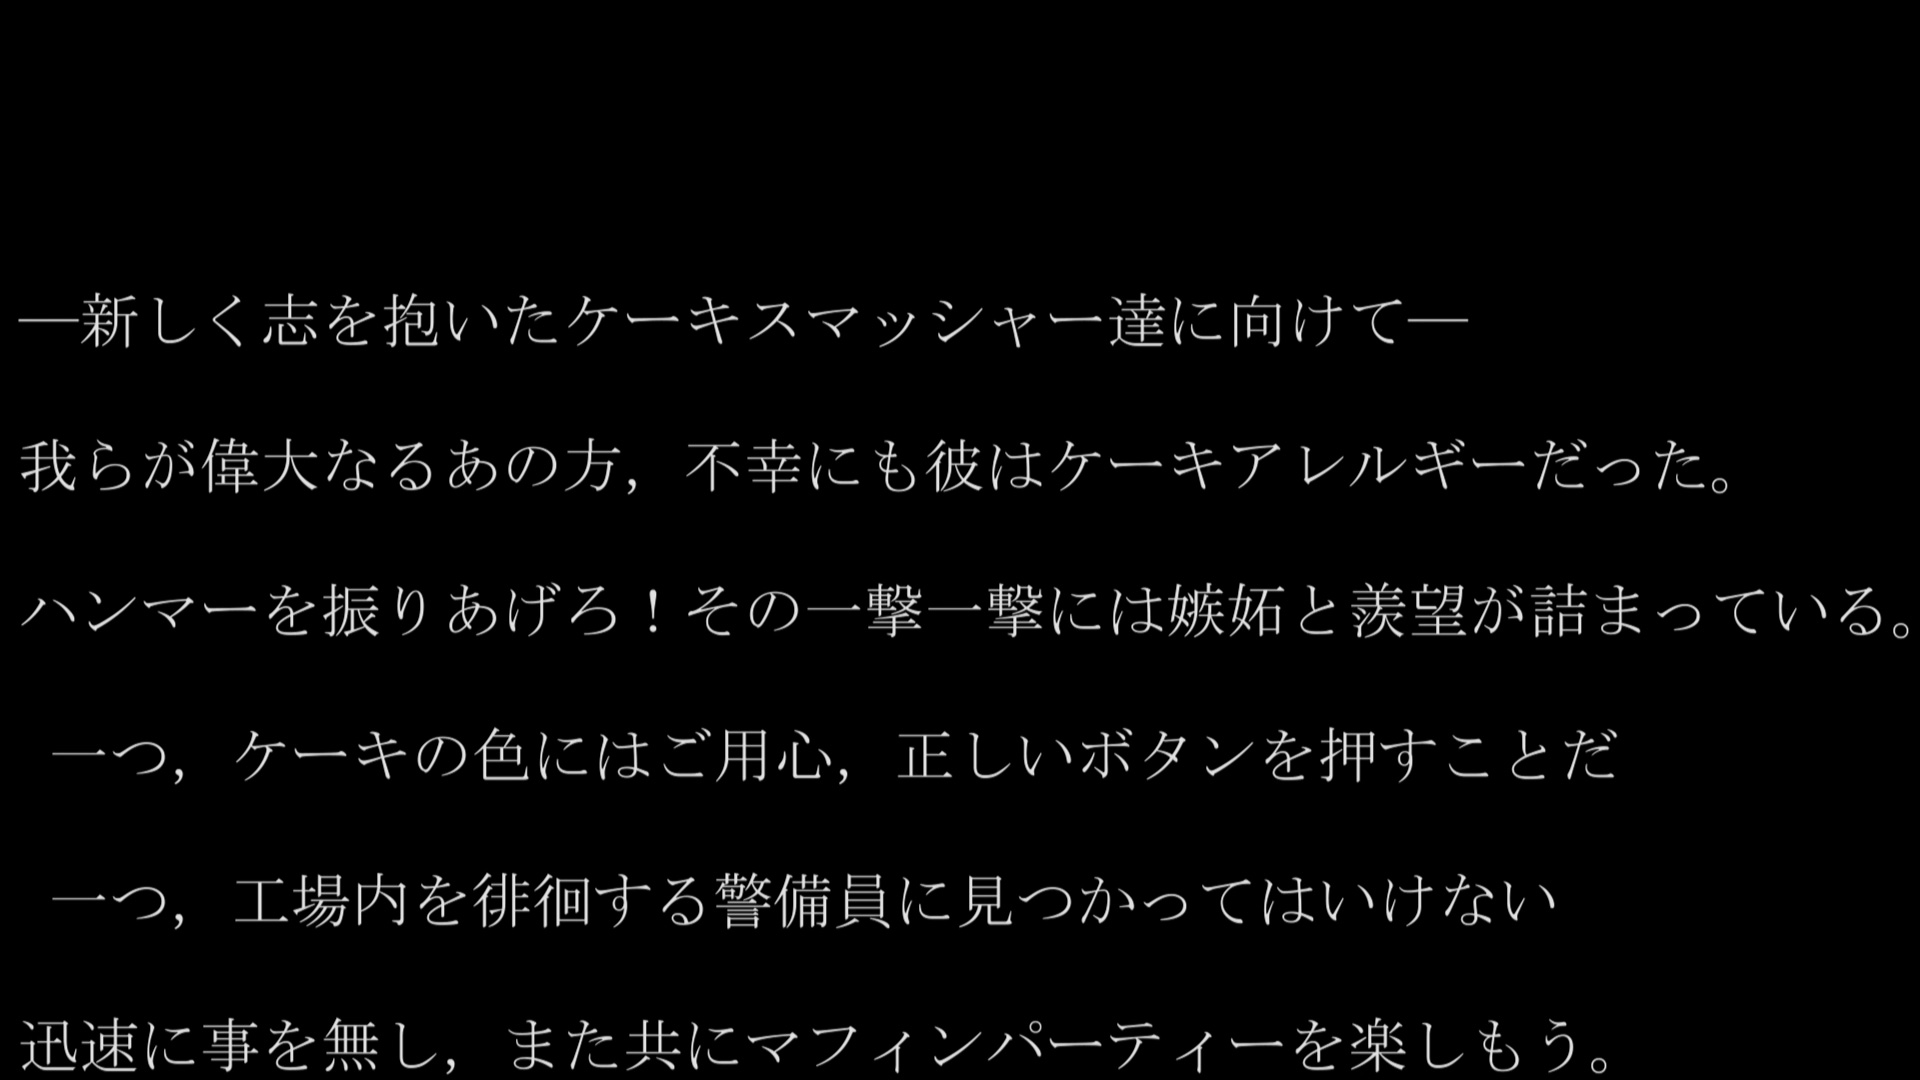 ―新しく志を抱いたケーキスマッシャー達に向けて―
我らが偉大なるあの方，不幸にも彼はケーキアレルギーだった。
ハンマーを振りあげろ！その一撃一撃には嫉妬と羨望が詰まっている。
一つ，ケーキの色にはご用心，正しいボタンを押すことだ
一つ，工場内を徘徊する警備員に見つかってはいけない
迅速に事を無し，また共にマフィンパーティーを楽しもう。